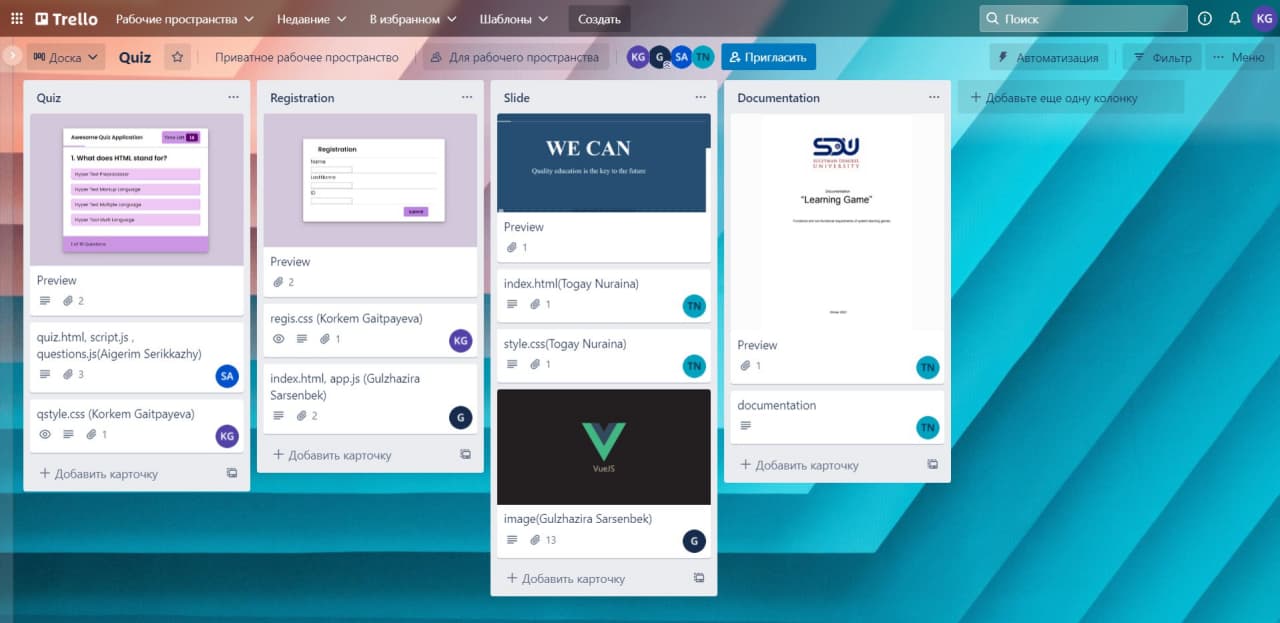 Trello
Рабочие пространства
Недавние
В избранном
Шаблоны
Создать
Поиск
KG
Доска
Quiz
Приватное рабочее пространство
Для рабочего пространства
KG
G
SA
TN
Пригласить
Автоматизация
Фильтр
Меню
Quiz
Awesome Quiz Application
Time Left 15
1. What does HTML stand for?
Hyper Text Preprocessor
Hyper Text Markup Language
Hyper Text Multiple Language
Hyper Text Multi Language
Preview
2
quiz.html, script.js ,
questions.js(Aigerim Serikkazhy)
3
SA
qstyle.css (Korkem Gaitpayeva)
1
KG
+ Добавить карточку
Registration
Registration
Name
LastName
ID
Submit
Preview
2
regis.css (Korkem Gaitpayeva)
1
KG
index.html, app.js (Gulzhazira
Sarsenbek)
2
G
+ Добавить карточку
Slide
WE CAN
Quality education is the key to the future
Preview
1
index.html(Togay Nuraina)
1
TN
style.css(Togay Nuraina)
1
TN
VueJS
image(Gulzhazira Sarsenbek)
13
G
+ Добавить карточку
Documentation
SDU
SULEYMAN DEMIREL
UNIVERSITY
Documentation
“Learning Game”
Preview
1
TN
documentation
TN
+ Добавить карточку
+ Добавьте еще одну колонку